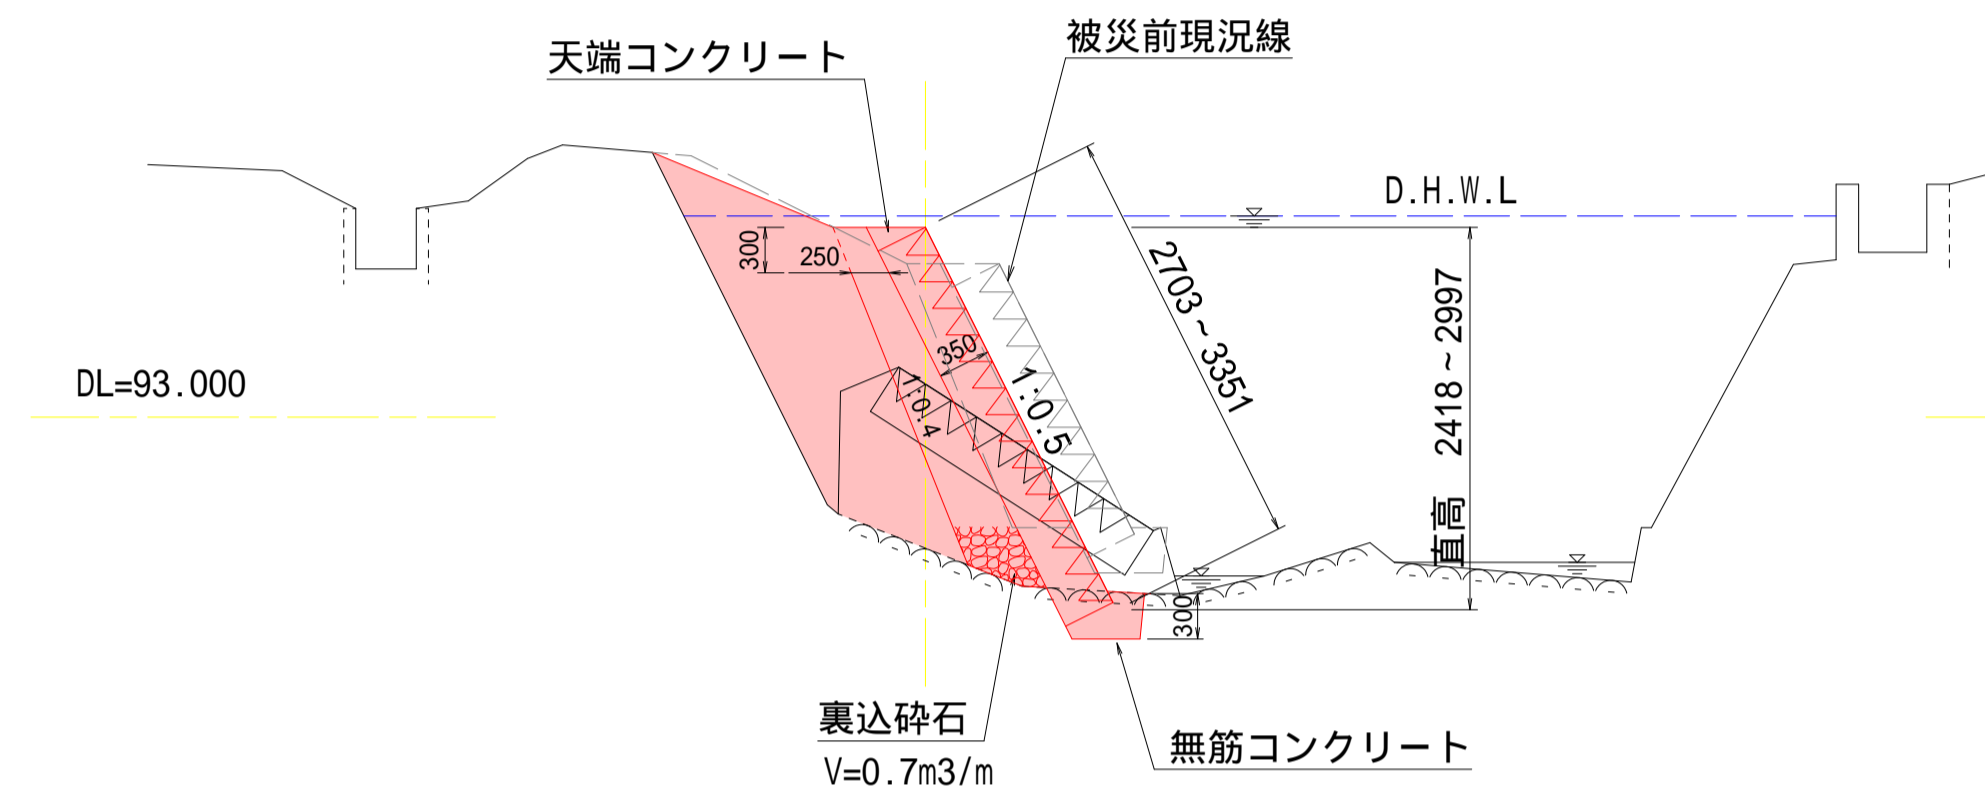 被災前現況線
天端コンクリート
D.H.W.L
300
250
2703～3351
直高 2418～2997
350
1:0.5
1:0.4
DL=93.000
300
裏込砕石
V=0.7m3/m
無筋コンクリート